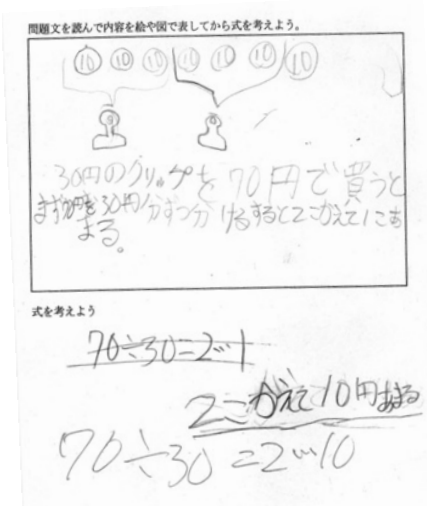 問題文を読んで内容を絵や図で表してから式を考えよう。
10 10 10 10 10 10 10
30円のクリップを70円で買うと
まず70円を30円分ずつ分けるすると2こかえて1こあ
まる。
式を考えよう
70÷30=2…1
2こかえて10円あまる
70÷30=2…10